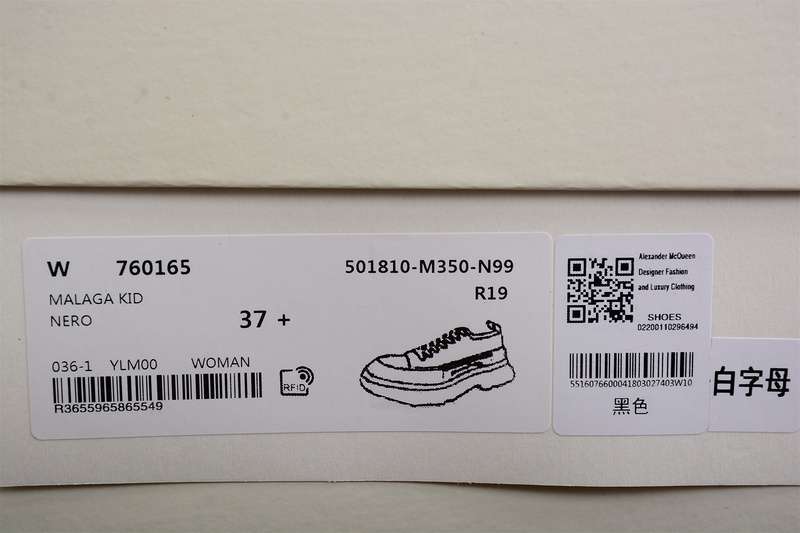 W 760165 501810-M350-N99
MALAGA KID R19
NERO 37 +
036-1 YLM00 WOMAN
R3655965865549
RFID
Alexander McQueen
Designer Fashion
and Luxury Clothing
SHOES
02200110296494
5516076600041803027403W10
黑色
白字母